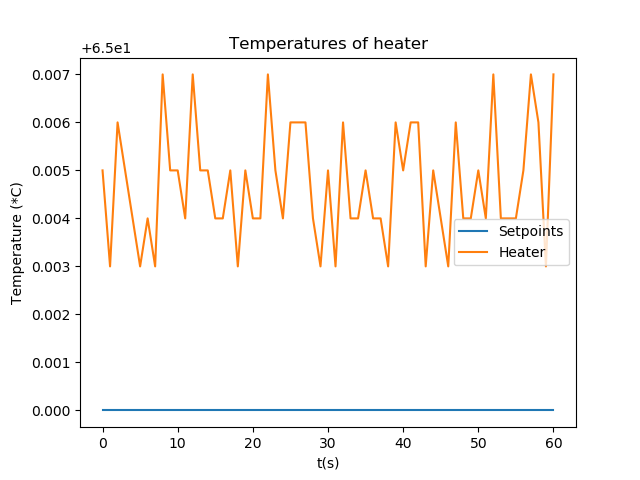 Temperatures of heater
+6.5e1
0.007
0.006
0.005
0.004
0.003
0.002
0.001
0.000
Temperature (*C)
Setpoints
Heater
0 10 20 30 40 50 60
t(s)